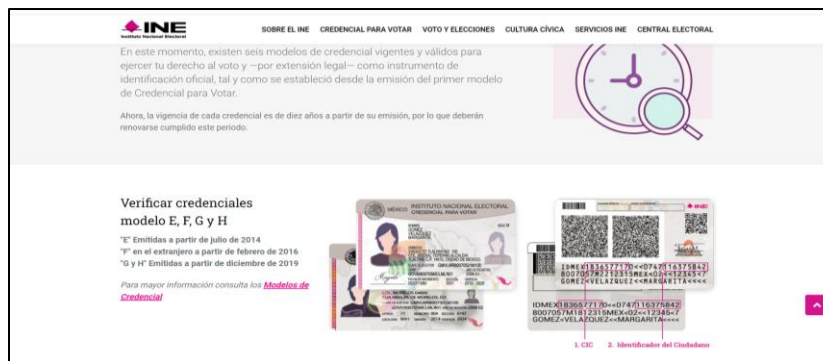 INE
Instituto Nacional Electoral
SOBRE EL INE CREDENCIAL PARA VOTAR VOTO Y ELECCIONES CULTURA CÍVICA SERVICIOS INE CENTRAL ELECTORAL
En este momento, existen seis modelos de credencial vigentes y válidos para
ejercer tu derecho al voto y —por extensión legal— como instrumento de
identificación oficial, tal y como se estableció desde la emisión del primer modelo
de Credencial para Votar.
Ahora, la vigencia de cada credencial es de diez años a partir de su emisión, por lo que deberán
renovarse cumplido este periodo.
Verificar credenciales
modelo E, F, G y H
"E" Emitidas a partir de julio de 2014
"F" en el extranjero a partir de febrero de 2016
"G y H" Emitidas a partir de diciembre de 2019
Para mayor información consulta los Modelos de
Credencial
MÉXICO INSTITUTO NACIONAL ELECTORAL
CREDENCIAL PARA VOTAR
GOMEZ
VELAZQUEZ
MARGARITA
INE
IDMEX1836577170<<0747116375842
8007057M1812315MEX<02<<12345<7
GOMEZ<VELAZQUEZ<<MARGARITA<<<<
1. CIC 2. Identificador del Ciudadano